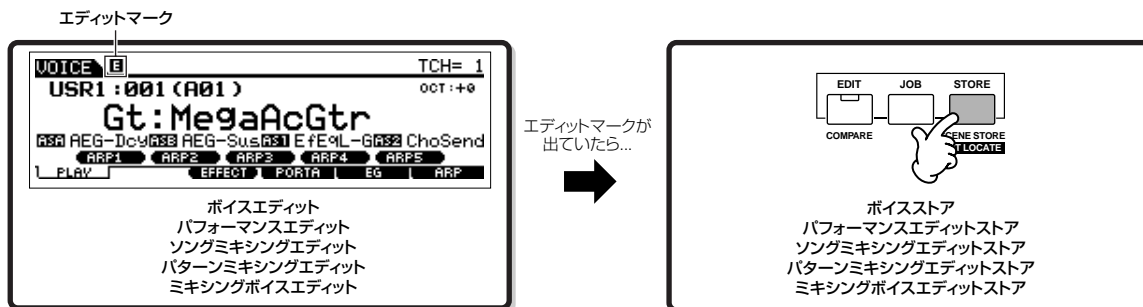 エディットマーク
VOICE E TCH= 1
USR1:001(A01) OCT:+0
Gt:MegaAcGtr
ASA AEG-Dcy ASB AEG-Sus AS1 EfEqL-G AS2 ChoSend
ARP1 ARP2 ARP3 ARP4 ARP5
PLAY EFFECT PORTA EG ARP
ボイスエディット
パフォーマンスエディット
ソングミキシングエディット
パターンミキシングエディット
ミキシングボイスエディット
エディットマークが
出ていたら...
EDIT JOB STORE
COMPARE
ボイスストア
パフォーマンスエディットストア
ソングミキシングエディットストア
パターンミキシングエディットストア
ミキシングボイスエディットストア